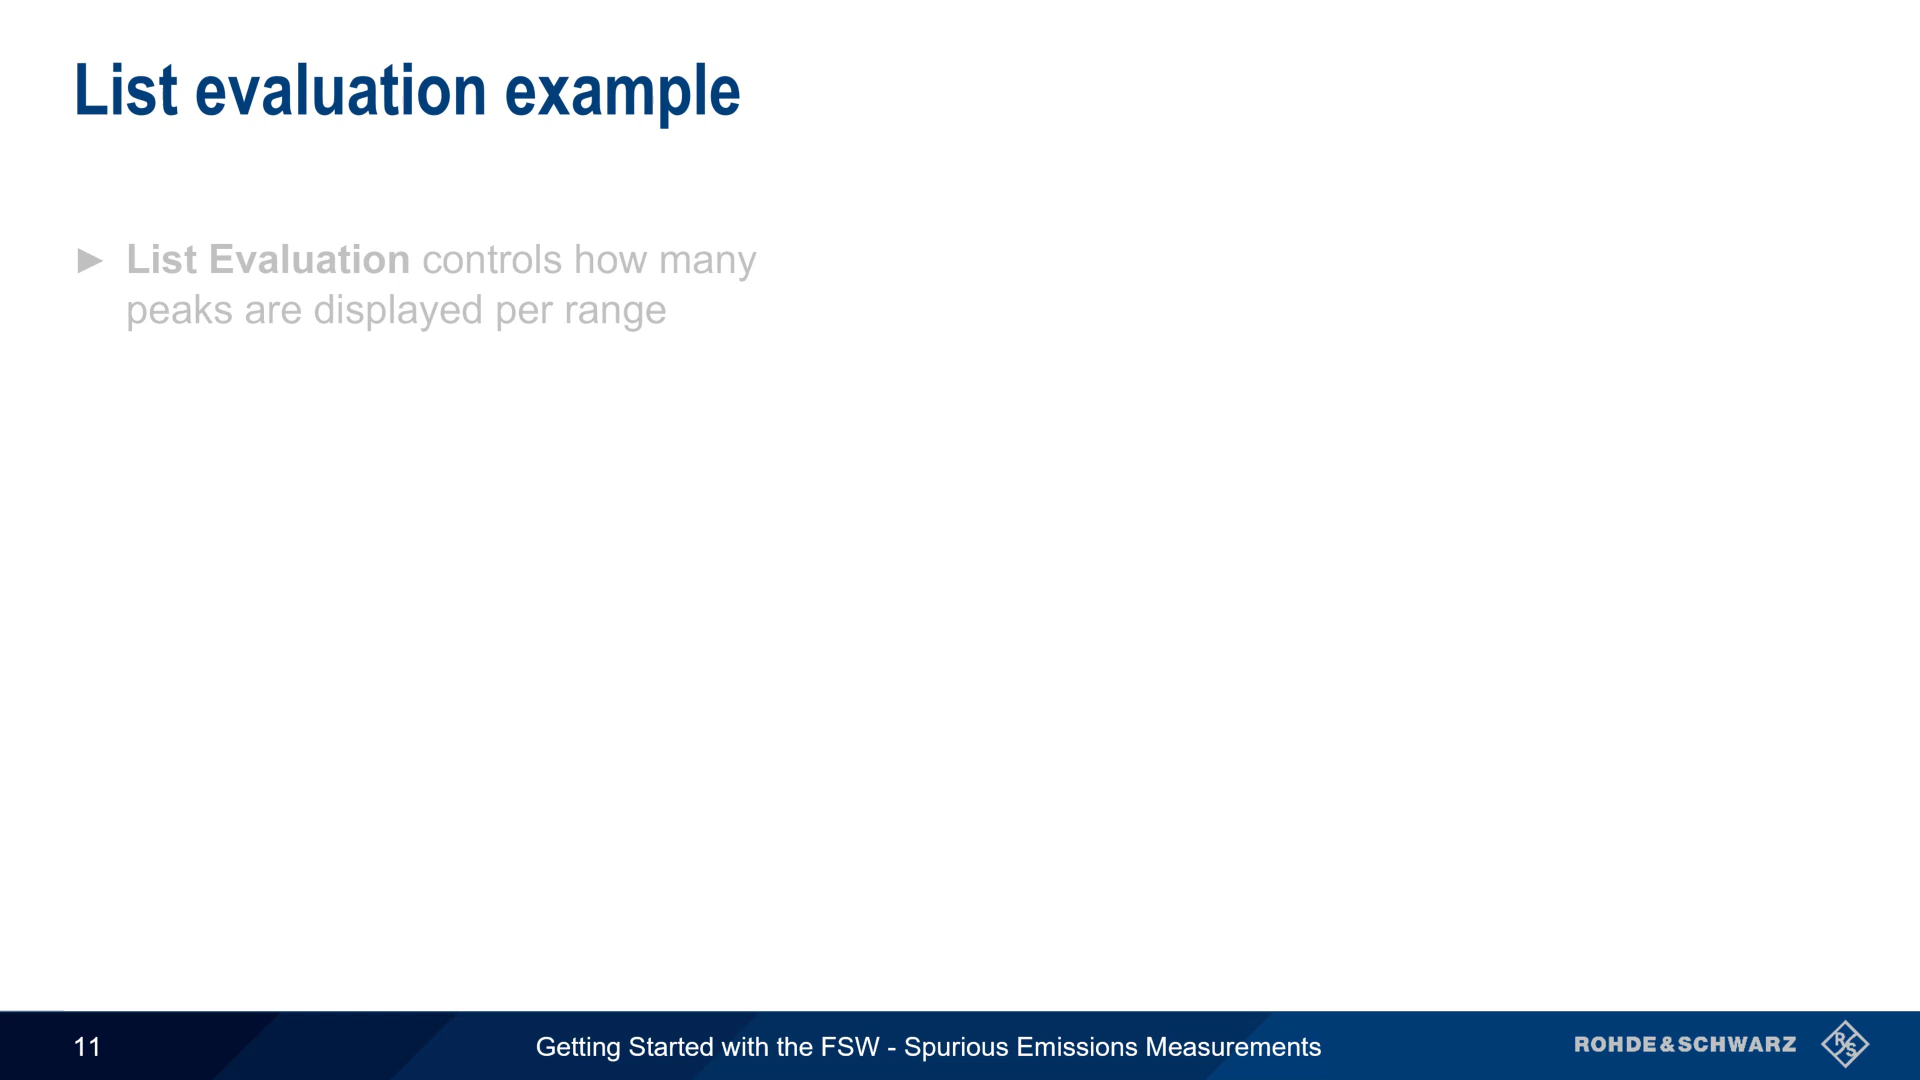 List evaluation example
► List Evaluation controls how many
peaks are displayed per range
11
Getting Started with the FSW - Spurious Emissions Measurements
ROHDE&SCHWARZ
R&S